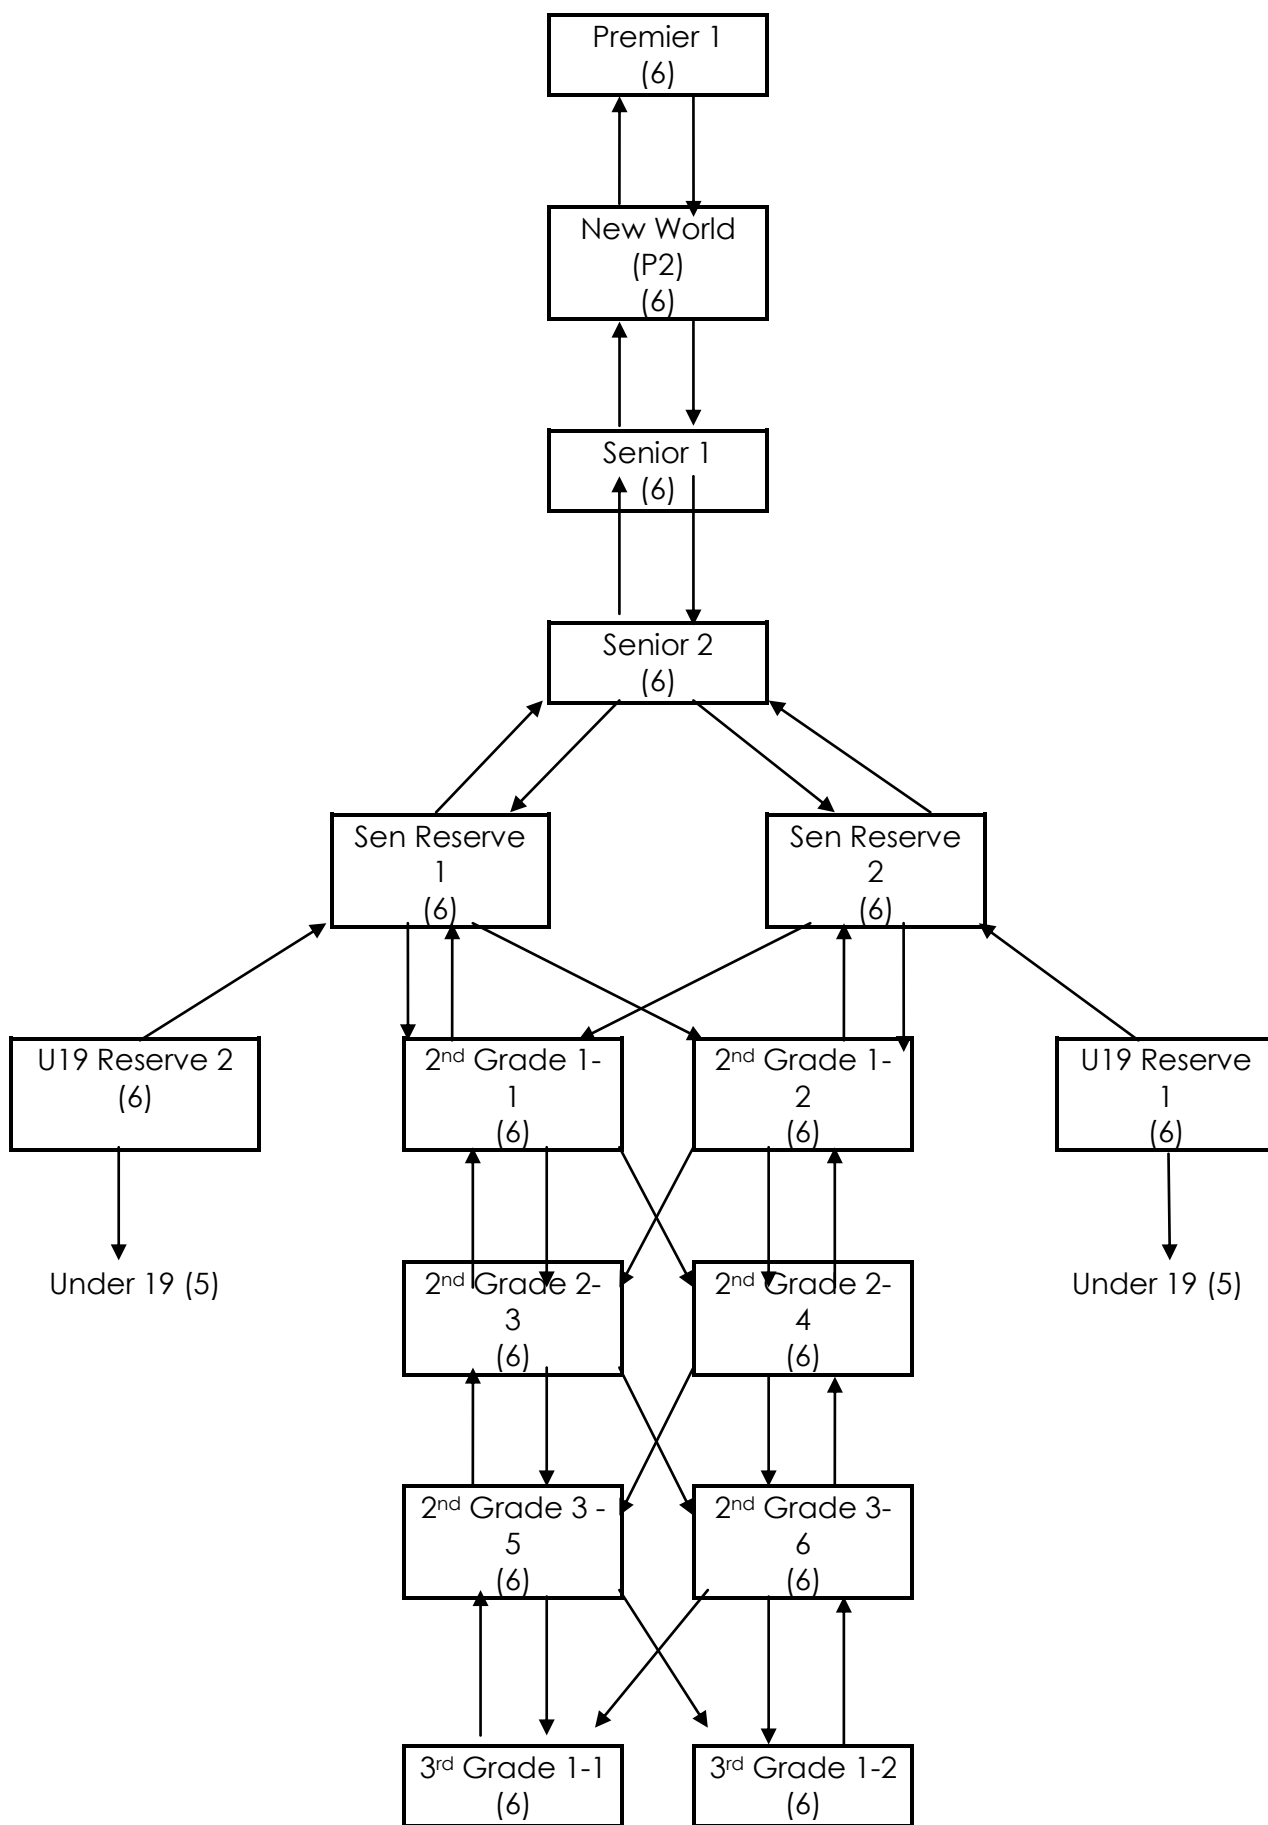 Premier 1
(6)
New World
(P2)
(6)
Senior 1
(6)
Senior 2
(6)
Sen Reserve
1
(6)
Sen Reserve
2
(6)
U19 Reserve 2
(6)
2nd Grade 1-
1
(6)
2nd Grade 1-
2
(6)
U19 Reserve
1
(6)
Under 19 (5)
2nd Grade 2-
3
(6)
2nd Grade 2-
4
(6)
Under 19 (5)
2nd Grade 3 -
5
(6)
2nd Grade 3-
6
(6)
3rd Grade 1-1
(6)
3rd Grade 1-2
(6)